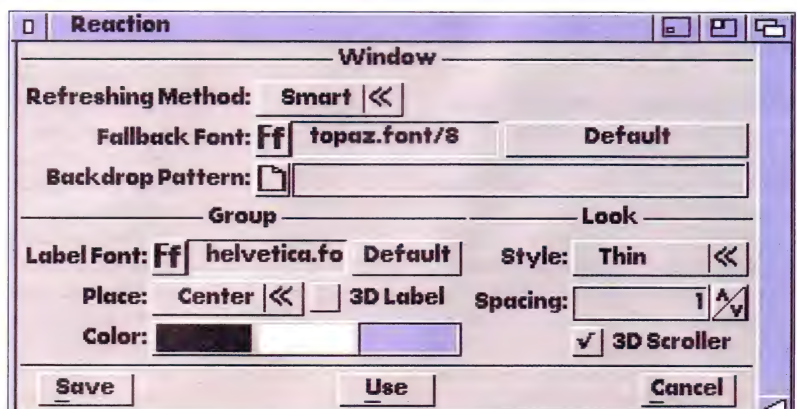 Reaction
Window
Refreshing Method: Smart
Fallback Font: Ff topaz.font/8 Default
Backdrop Pattern:
Group Look
Label Font: Ff helvetica.fo Default Style: Thin
Place: Center 3D Label Spacing: 1
Color: 3D Scroller
Save Use Cancel